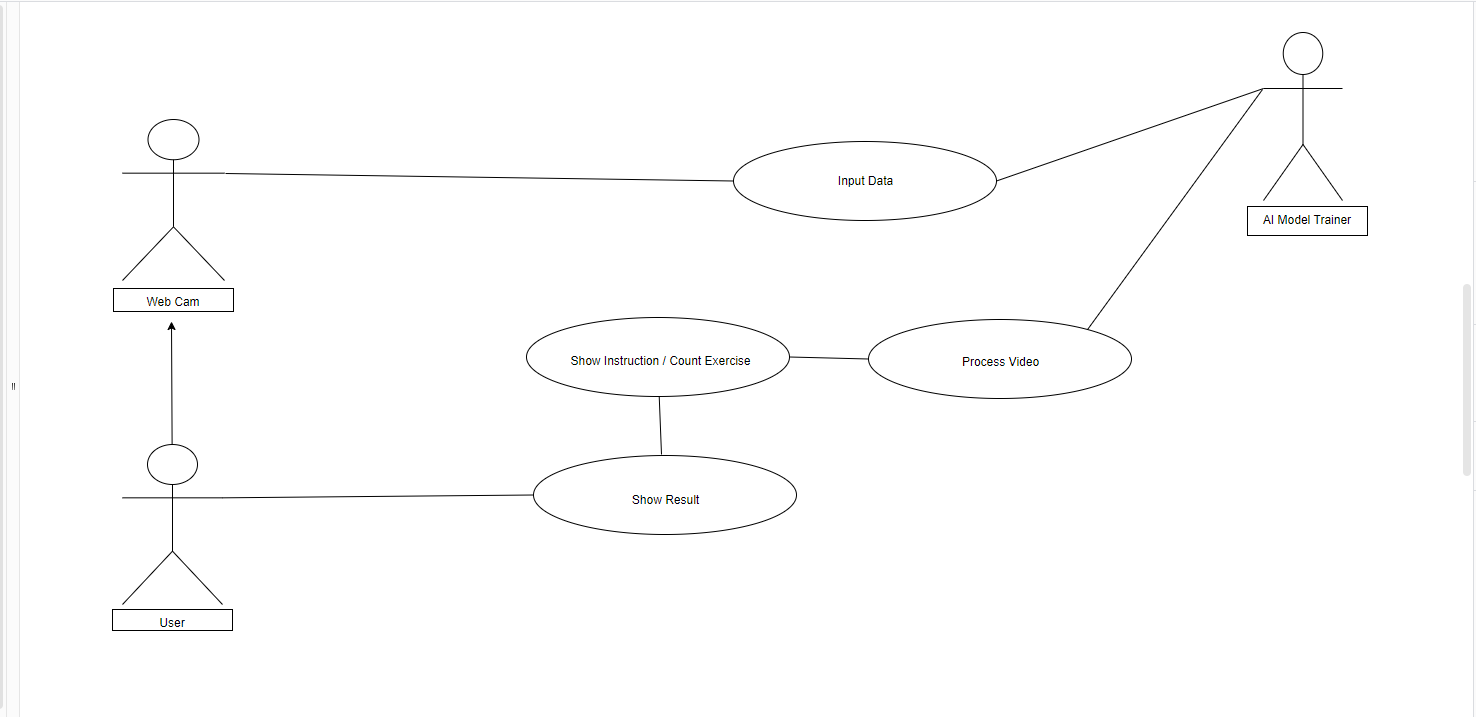 Input Data
AI Model Trainer
Web Cam
Show Instruction / Count Exercise
Process Video
Show Result
User